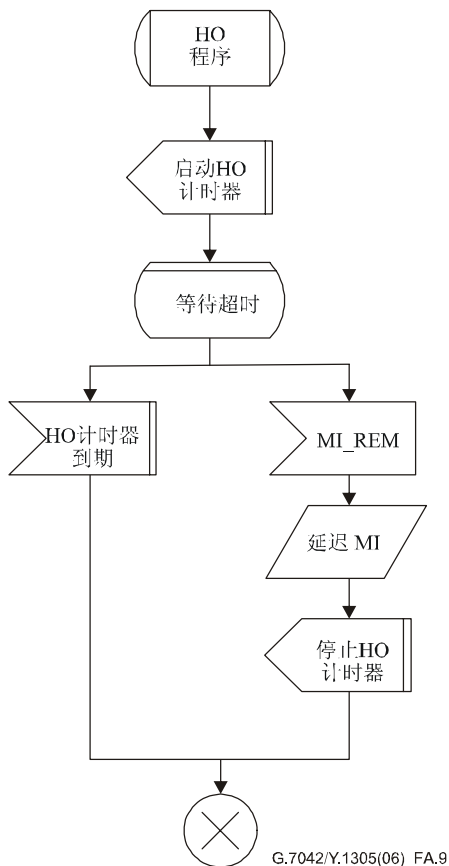 HO
程序
启动HO
计时器
等待超时
HO计时器
到期
MI_REM
延迟 MI
停止HO
计时器
G.7042/Y.1305(06)_FA.9